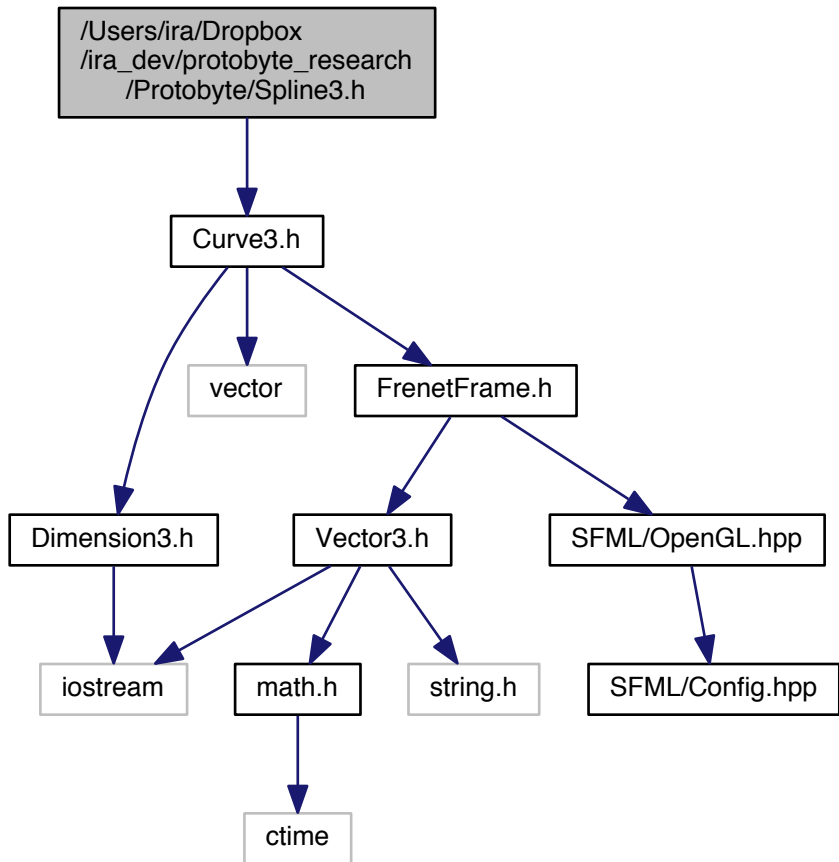 /Users/ira/Dropbox
/ira_dev/protobyte_research
/Protobyte/Spline3.h
Curve3.h
vector
FrenetFrame.h
Dimension3.h
Vector3.h
SFML/OpenGL.hpp
iostream
math.h
string.h
SFML/Config.hpp
ctime